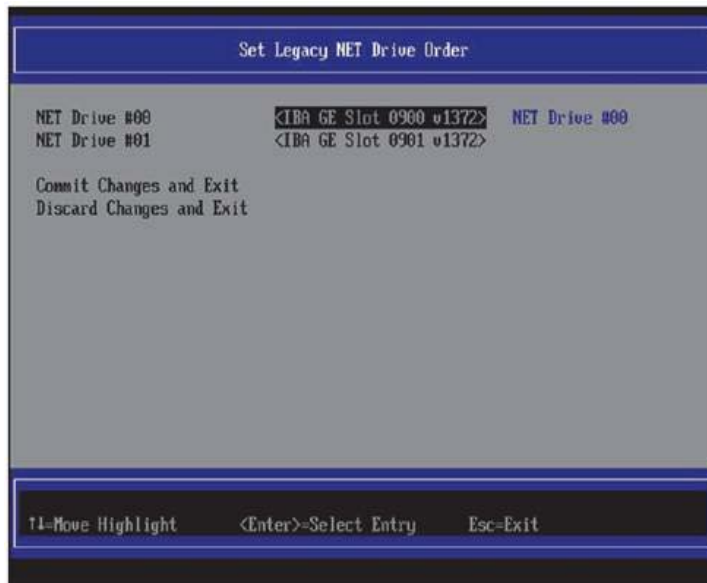 Set Legacy NET Drive Order
NET Drive #00 <IBA GE Slot 0900 v1372> NET Drive #00
NET Drive #01 <IBA GE Slot 0901 v1372>
Commit Changes and Exit
Discard Changes and Exit
↑↓=Move Highlight <Enter>=Select Entry Esc=Exit